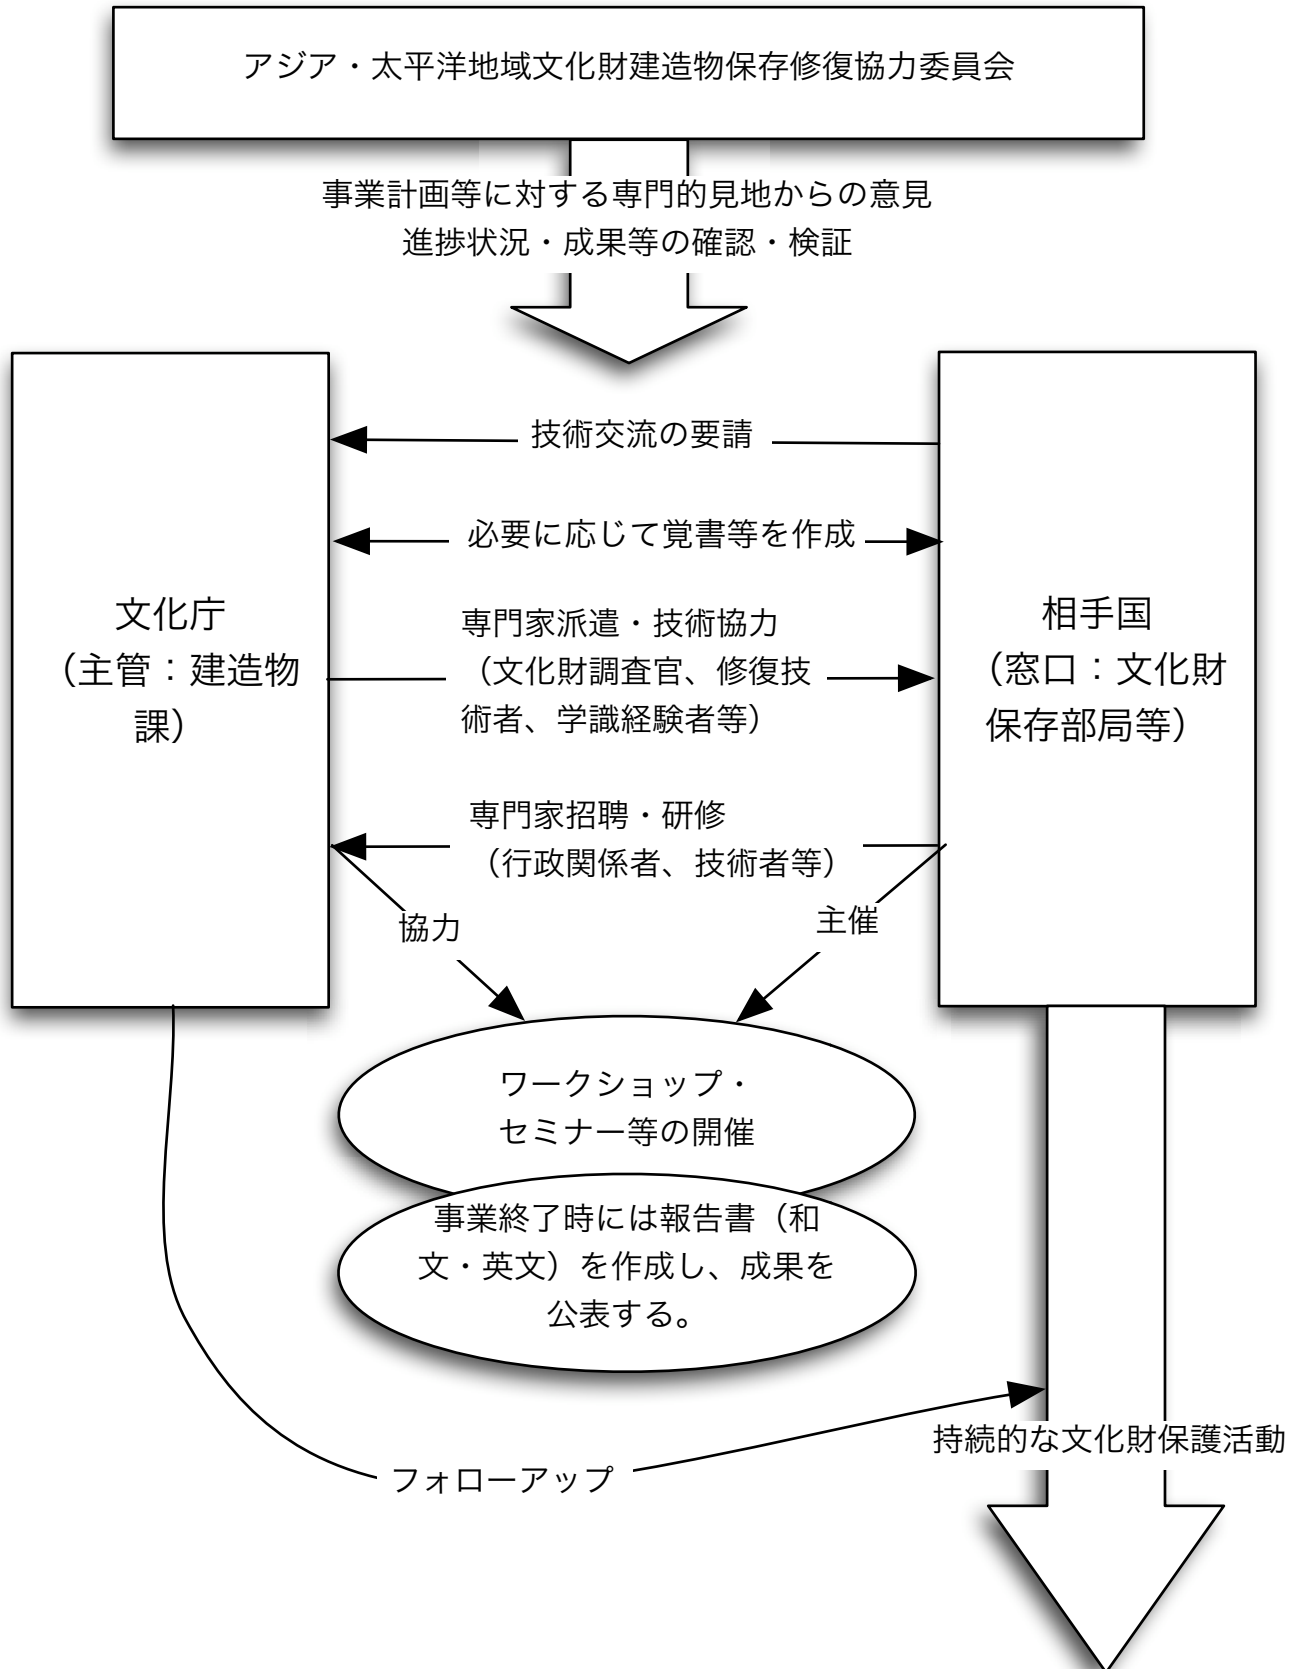 アジア・太平洋地域文化財建造物保存修復協力委員会
事業計画等に対する専門的見地からの意見
進捗状況・成果等の確認・検証
技術交流の要請
必要に応じて覚書等を作成
文化庁
（主管：建造物
課）
専門家派遣・技術協力
（文化財調査官、修復技
術者、学識経験者等）
相手国
（窓口：文化財
保存部局等）
専門家招聘・研修
（行政関係者、技術者等）
協力
主催
ワークショップ・
セミナー等の開催
事業終了時には報告書（和
文・英文）を作成し、成果を
公表する。
持続的な文化財保護活動
フォローアップ